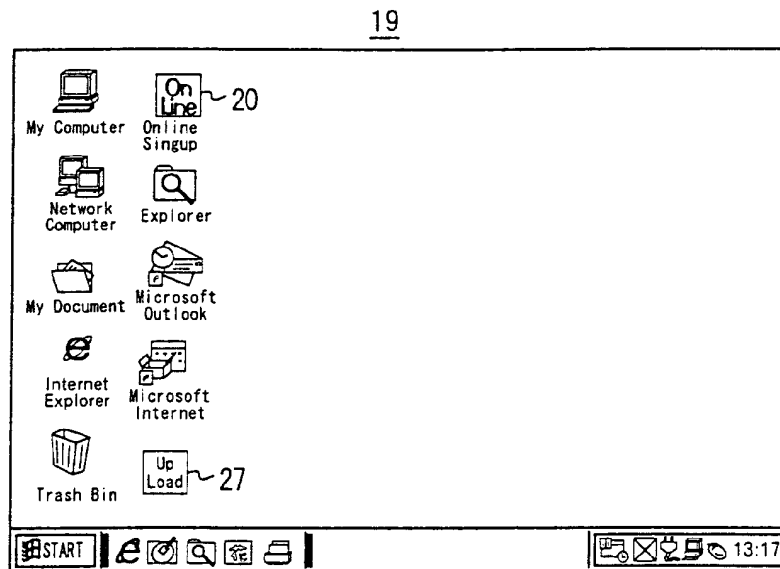 19
On
Line
20
My Computer
Online
Singup
Network
Computer
Explorer
My Document
Microsoft
Outlook
Internet
Explorer
Microsoft
Internet
Trash Bin
Up
Load
27
START
13:17